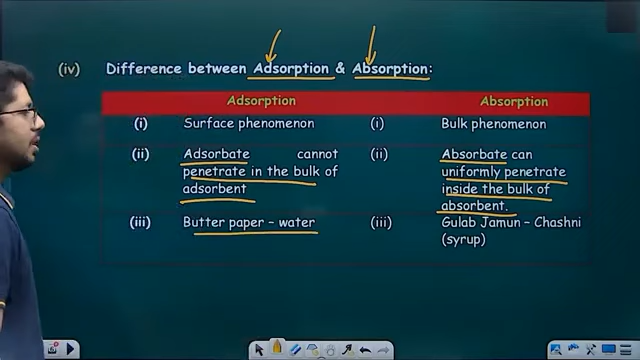 (iv) Difference between Adsorption & Absorption:
Adsorption Absorption
(i) Surface phenomenon (i) Bulk phenomenon
(ii) Adsorbate cannot (ii) Absorbate can
penetrate in the bulk of uniformly penetrate
adsorbent inside the bulk of
absorbent.
(iii) Butter paper – water (iii) Gulab Jamun – Chashni
(syrup)